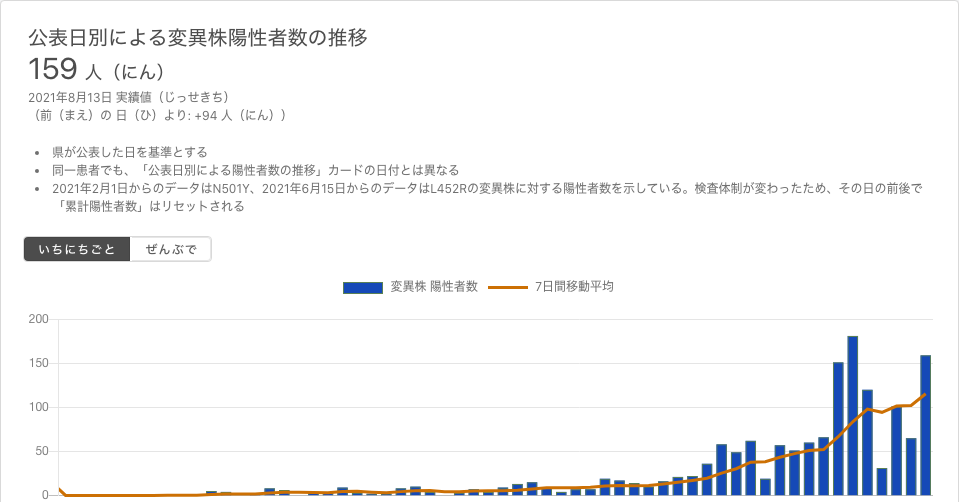 公表日別による変異株陽性者数の推移
159 人（にん）
2021年8月13日 実績値（じっせきち）
（前（まえ）の 日（ひ）より: +94 人（にん））
• 県が公表した日を基準とする
• 同一患者でも、「公表日別による陽性者数の推移」カードの日付とは異なる
• 2021年2月1日からのデータはN501Y、2021年6月15日からのデータはL452Rの変異株に対する陽性者数を示している。検査体制が変わったため、その日の前後で
「累計陽性者数」はリセットされる
いちにちごと ぜんぶで
変異株 陽性者数 7日間移動平均
200
150
100
50
0